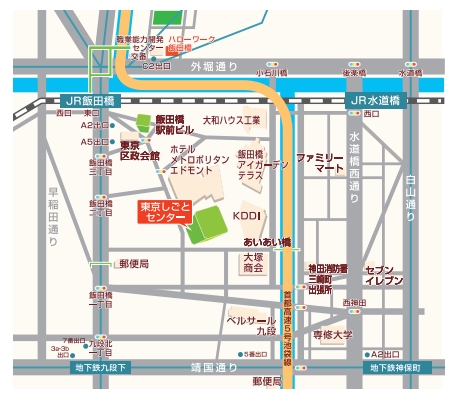 職業能力開発
センター
ハローワーク
飯田橋
交番
C2出口
外堀通り
小石川橋
後楽橋
水道橋
JR飯田橋
JR水道橋
西口
東口
西口
A2出口
飯田橋
駅前ビル
大和ハウス工業
A5出口
東京
区政会館
ホテル
メトロポリタン
エドモント
飯田橋
アイガーデン
テラス
ファミリー
マート
水道橋西通り
白山通り
飯田橋
三丁目
早稲田通り
飯田橋
二丁目
東京しごと
センター
KDDI
あいあい橋
郵便局
大塚
商会
神田消防署
三崎町
出張所
セブン
イレブン
飯田橋
一丁目
首都高速5号池袋線
西神田
ベルサール
九段
専修大学
7番出口
九段北
一丁目
3a·3b
出口
5番出口
A2出口
地下鉄九段下
靖国通り
地下鉄神保町
郵便局